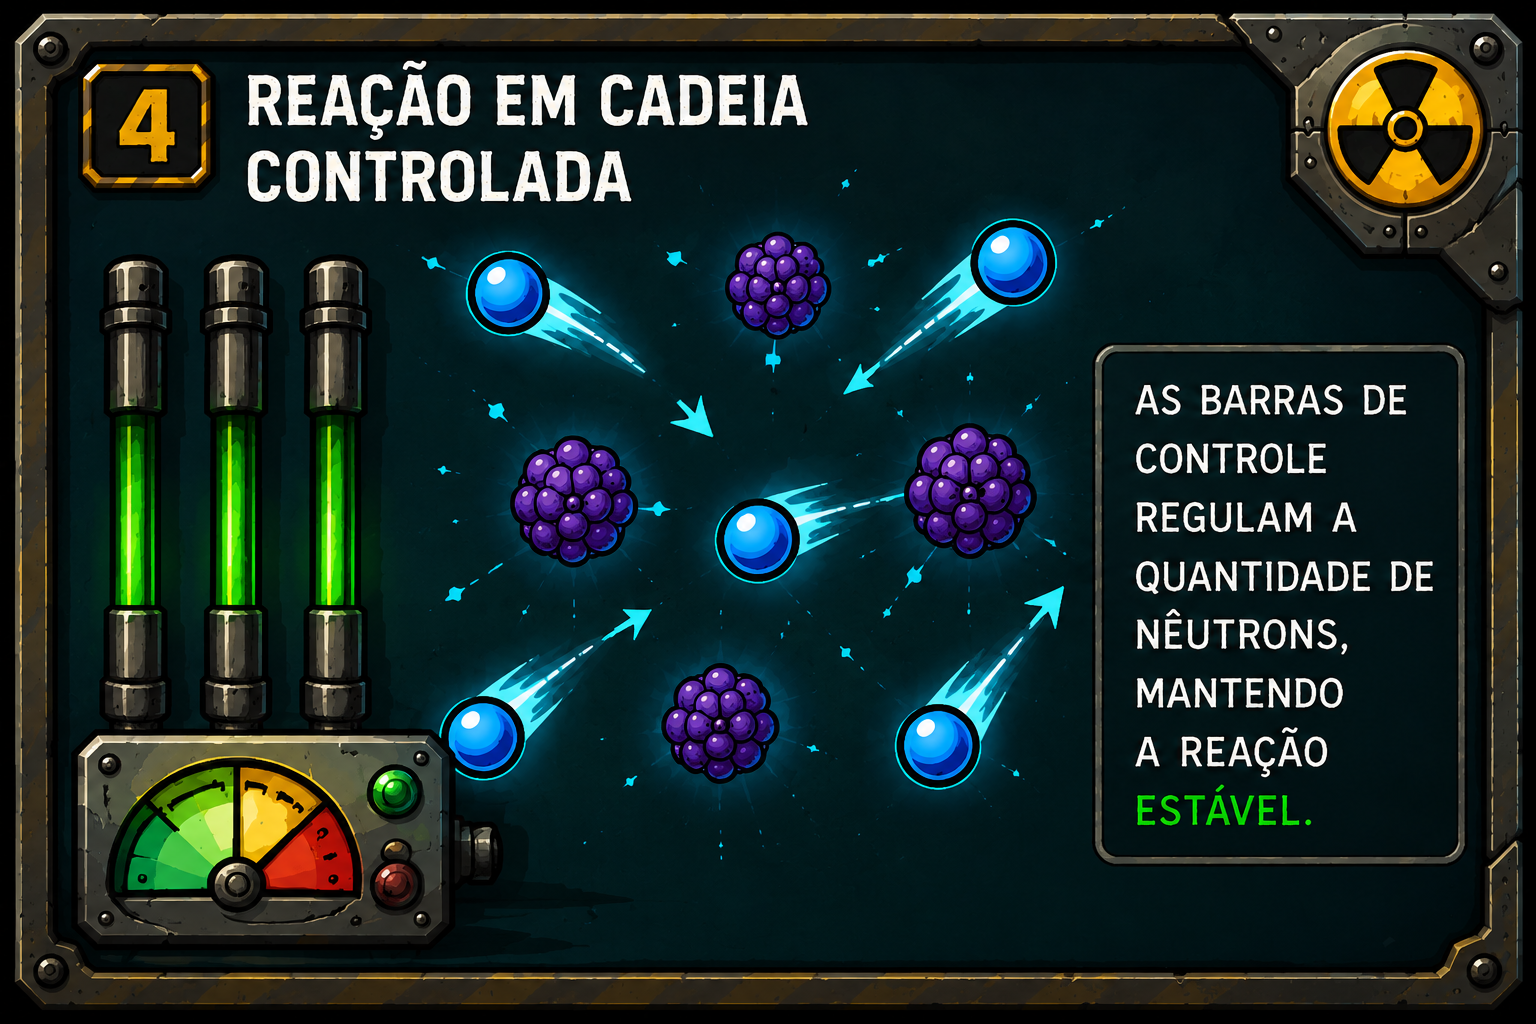 4
REAÇÃO EM CADEIA
CONTROLADA
AS BARRAS DE
CONTROLE
REGULAM A
QUANTIDADE DE
NÊUTRONS,
MANTENDO
A REAÇÃO
ESTÁVEL.